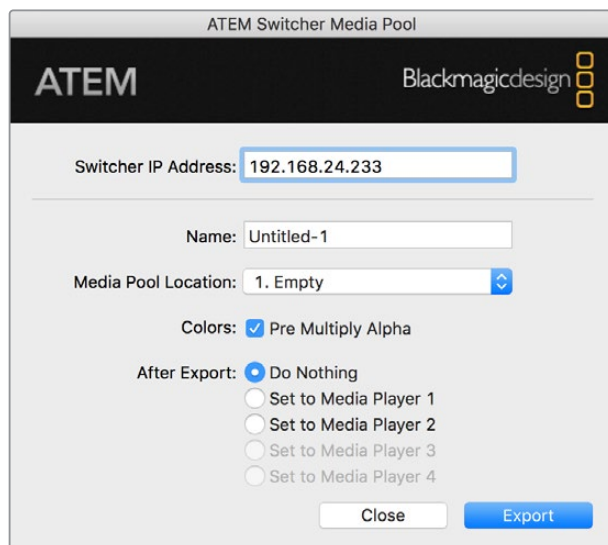 ATEM Switcher Media Pool
ATEM Blackmagicdesign
Switcher IP Address: 192.168.24.233
Name: Untitled-1
Media Pool Location: 1. Empty
Colors: Pre Multiply Alpha
After Export: Do Nothing
Set to Media Player 1
Set to Media Player 2
Set to Media Player 3
Set to Media Player 4
Close Export